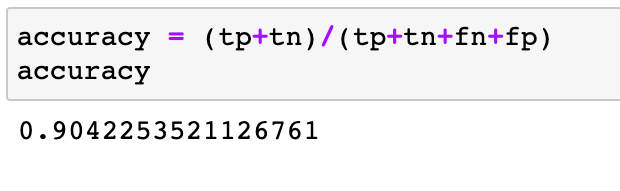 accuracy = (tp+tn)/(tp+tn+fn+fp)
accuracy
0.9042253521126761